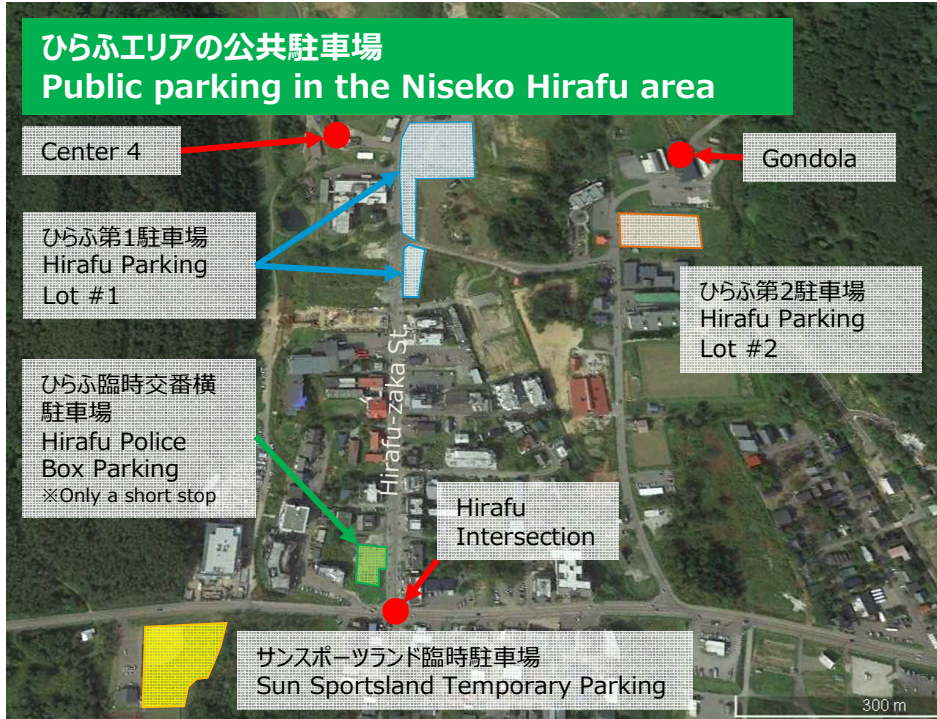 ひらふエリアの公共駐車場
Public parking in the Niseko Hirafu area
Center 4
Gondola
ひらふ第1駐車場
Hirafu Parking
Lot #1
ひらふ第2駐車場
Hirafu Parking
Lot #2
Hirafu-zaka St.
ひらふ臨時交番横
駐車場
Hirafu Police
Box Parking
※Only a short stop
Hirafu
Intersection
サンスポーツランド臨時駐車場
Sun Sportsland Temporary Parking
300 m